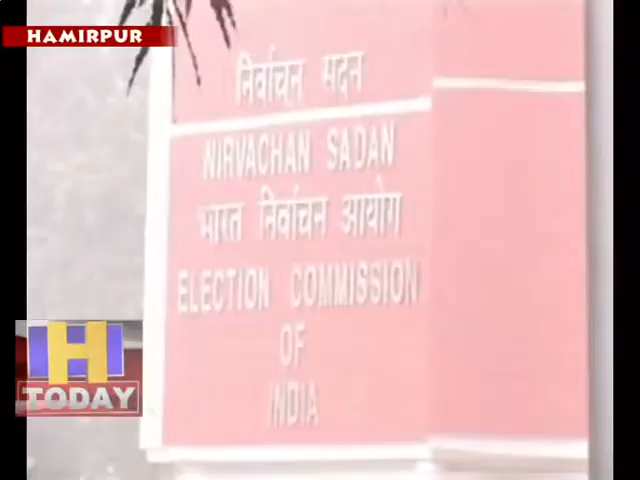 HAMIRPUR
निर्वाचन सदन
NIRVACHAN SADAN
भारत निर्वाचन आयोग
ELECTION COMMISSION
OF
INDIA
H
TODAY